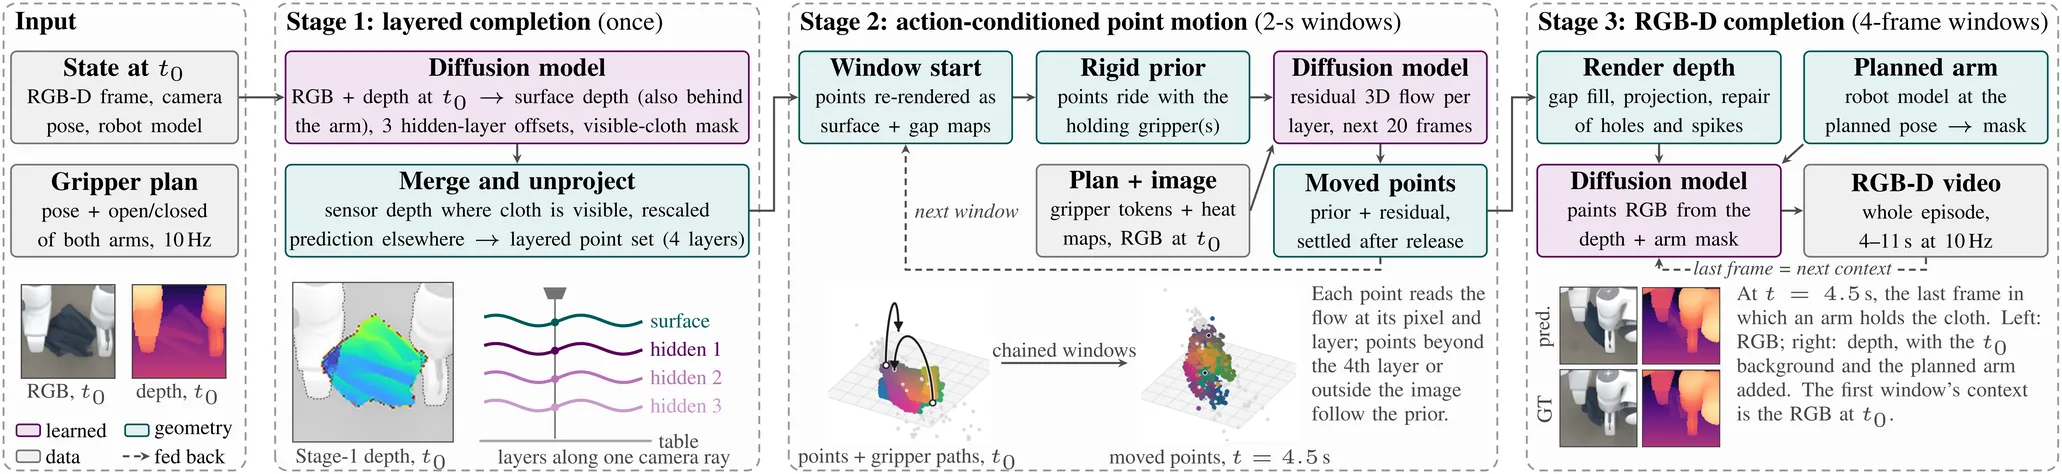 Input
State at t0
RGB-D frame, camera
pose, robot model
Gripper plan
pose + open/closed
of both arms, 10 Hz
RGB, t0
depth, t0
learned
geometry
data
fed back
Stage 1: layered completion (once)
Diffusion model
RGB + depth at t0 → surface depth (also behind
the arm), 3 hidden-layer offsets, visible-cloth mask
Merge and unproject
sensor depth where cloth is visible, rescaled
prediction elsewhere → layered point set (4 layers)
surface
hidden 1
hidden 2
hidden 3
table
Stage-1 depth, t0
layers along one camera ray
Stage 2: action-conditioned point motion (2-s windows)
Window start
points re-rendered as
surface + gap maps
Rigid prior
points ride with the
holding gripper(s)
Diffusion model
residual 3D flow per
layer, next 20 frames
next window
Plan + image
gripper tokens + heat
maps, RGB at t0
Moved points
prior + residual,
settled after release
chained windows
points + gripper paths, t0
moved points, t = 4.5 s
Each point reads the
flow at its pixel and
layer; points beyond
the 4th layer or
outside the image
follow the prior.
Stage 3: RGB-D completion (4-frame windows)
Render depth
gap fill, projection, repair
of holes and spikes
Planned arm
robot model at the
planned pose → mask
Diffusion model
paints RGB from the
depth + arm mask
RGB-D video
whole episode,
4–11 s at 10 Hz
last frame = next context
pred.
GT
At t = 4.5 s, the last frame in
which an arm holds the cloth. Left:
RGB; right: depth, with the t0
background and the planned arm
added. The first window's context
is the RGB at t0.